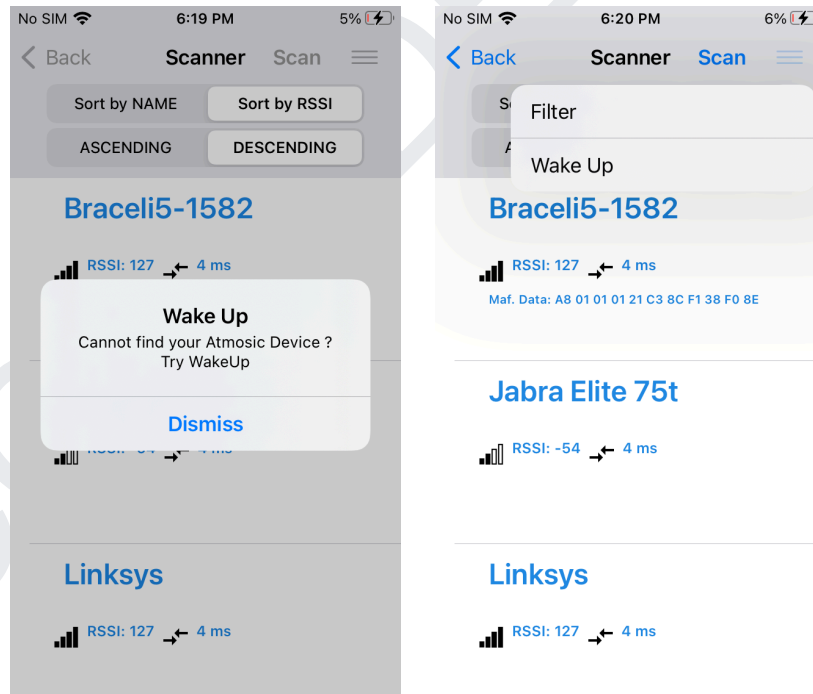 No SIM 6:19 PM 5%
Back Scanner Scan
Sort by NAME Sort by RSSI
ASCENDING DESCENDING
Braceli5-1582
RSSI: 127 4 ms
Wake Up
Cannot find your Atmosic Device ?
Try WakeUp
Dismiss
Linksys
RSSI: 127 4 ms
No SIM 6:20 PM 6%
Back Scanner Scan
Filter
Wake Up
Braceli5-1582
RSSI: 127 4 ms
Maf. Data: A8 01 01 01 21 C3 8C F1 38 F0 8E
Jabra Elite 75t
RSSI: -54 4 ms
Linksys
RSSI: 127 4 ms